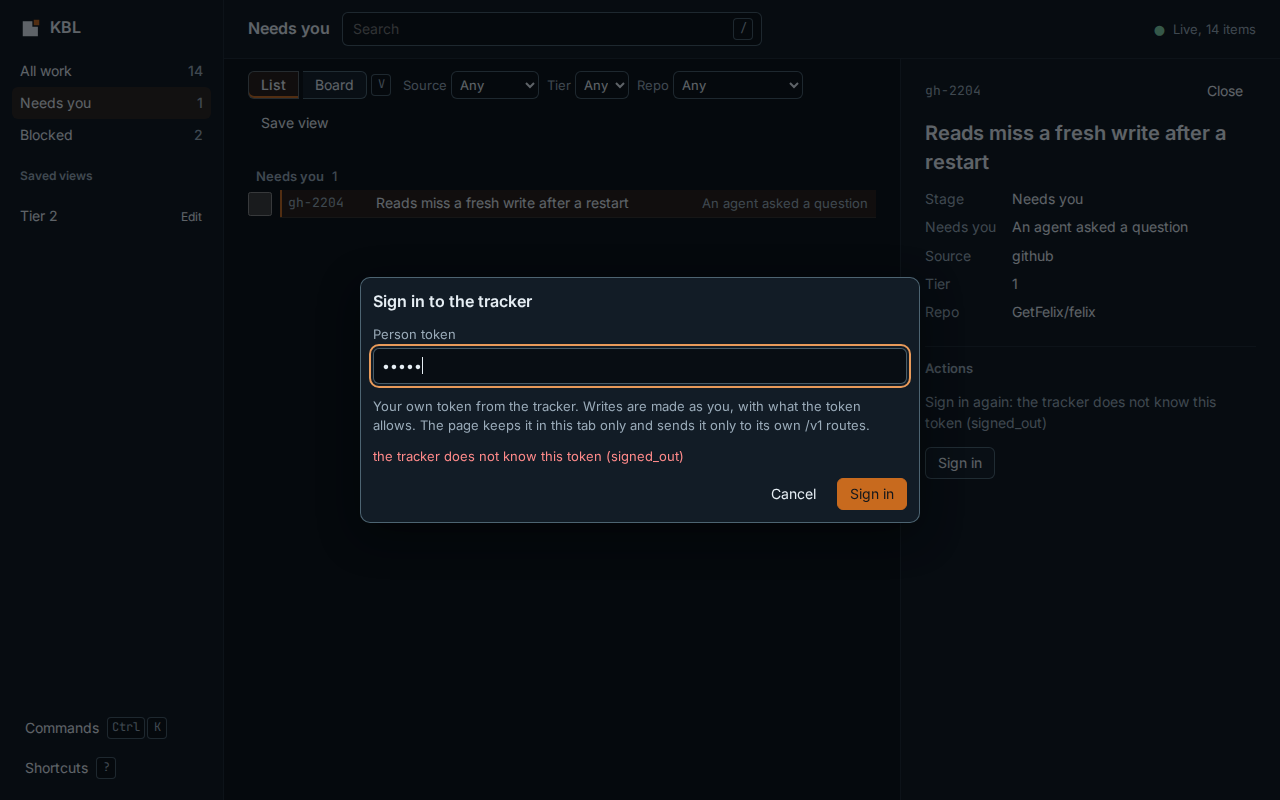 KBL
All work 14
Needs you 1
Blocked 2
Saved views
Tier 2 Edit
Commands Ctrl K
Shortcuts ?
Needs you Search / Live, 14 items
List Board V Source Any Tier Any Repo Any
Save view
Needs you 1
gh-2204 Reads miss a fresh write after a restart An agent asked a question
gh-2204 Close
Reads miss a fresh write after a
restart
Stage Needs you
Needs you An agent asked a question
Source github
Tier 1
Repo GetFelix/felix
Actions
Sign in again: the tracker does not know this
token (signed_out)
Sign in
Sign in to the tracker
Person token
•••••
Your own token from the tracker. Writes are made as you, with what the token
allows. The page keeps it in this tab only and sends it only to its own /v1 routes.
the tracker does not know this token (signed_out)
Cancel Sign in